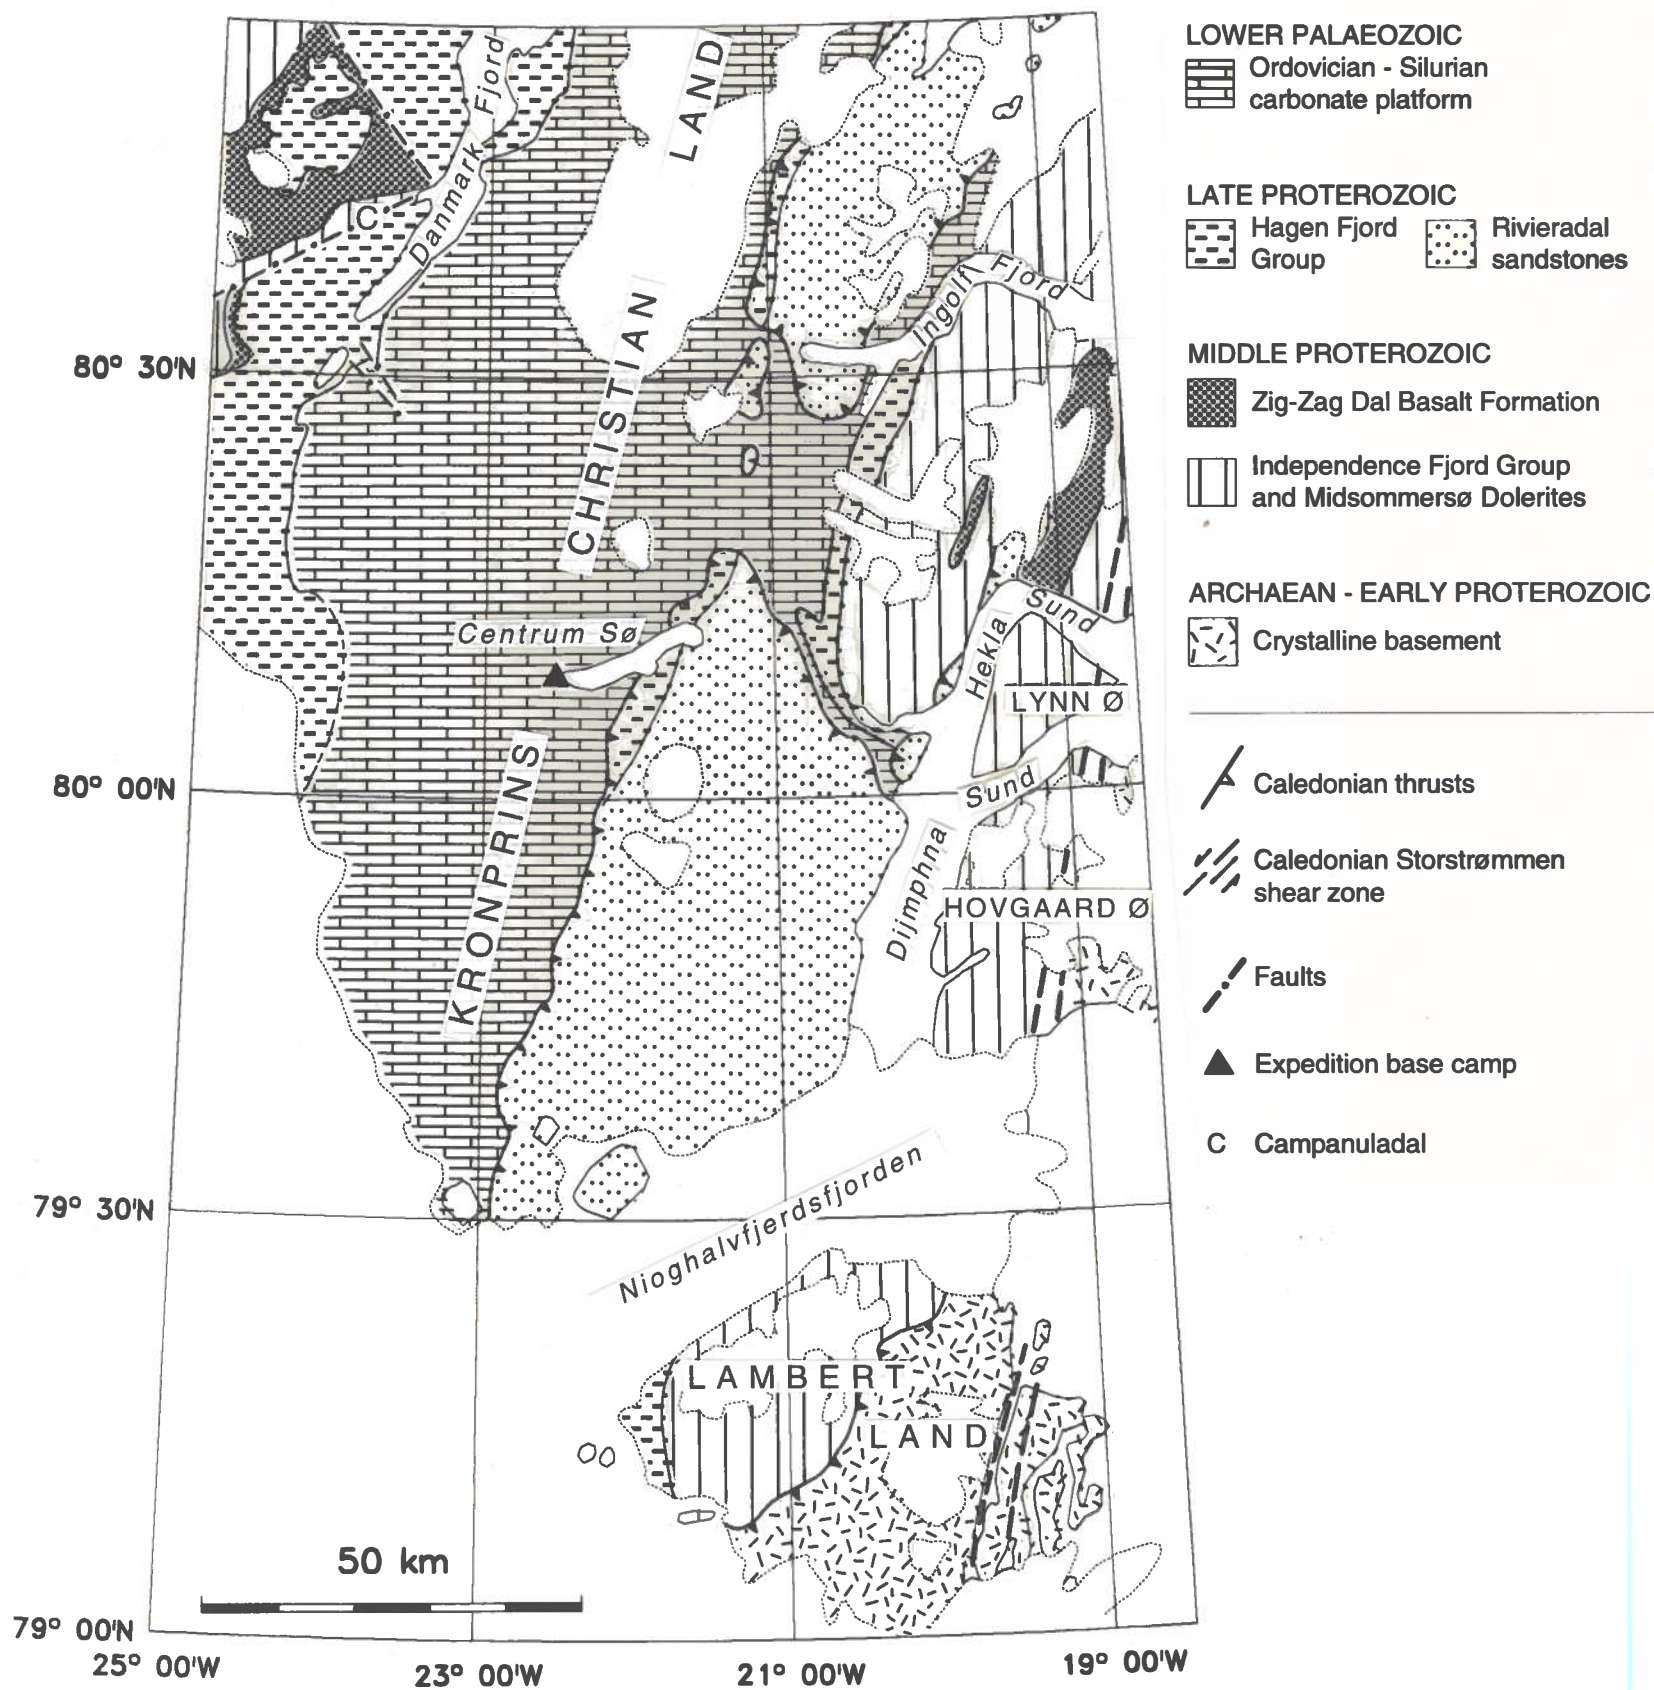 LOWER PALAEOZOIC
Ordovician - Silurian
carbonate platform
LATE PROTEROZOIC
Hagen Fjord
Group
Rivieradal
sandstones
MIDDLE PROTEROZOIC
Zig-Zag Dal Basalt Formation
Independence Fjord Group
and Midsommersø Dolerites
ARCHAEAN - EARLY PROTEROZOIC
Crystalline basement
Caledonian thrusts
Caledonian Storstrømmen
shear zone
Faults
Expedition base camp
C Campanuladal
Danmark Fjord
C
KRONPRINS CHRISTIAN LAND
Ingolf Fjord
80° 30'N
Centrum Sø
Hekla Sund
LYNN Ø
80° 00'N
Dijmphna Sund
HOVGAARD Ø
79° 30'N
Nioghalvfjerdsfjorden
LAMBERT
LAND
50 km
79° 00'N
25° 00'W
23° 00'W
21° 00'W
19° 00'W